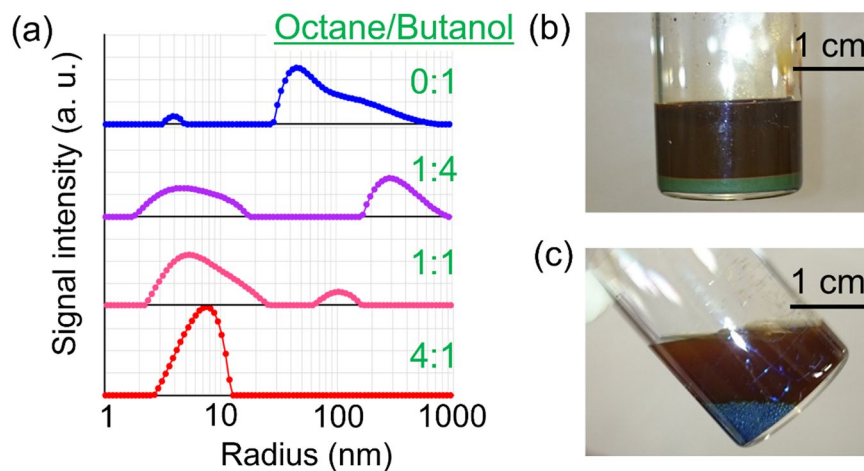 (a)
Octane/Butanol
Signal intensity (a. u.)
0:1
1:4
1:1
4:1
1
10
100
1000
Radius (nm)
(b)
1 cm
(c)
1 cm